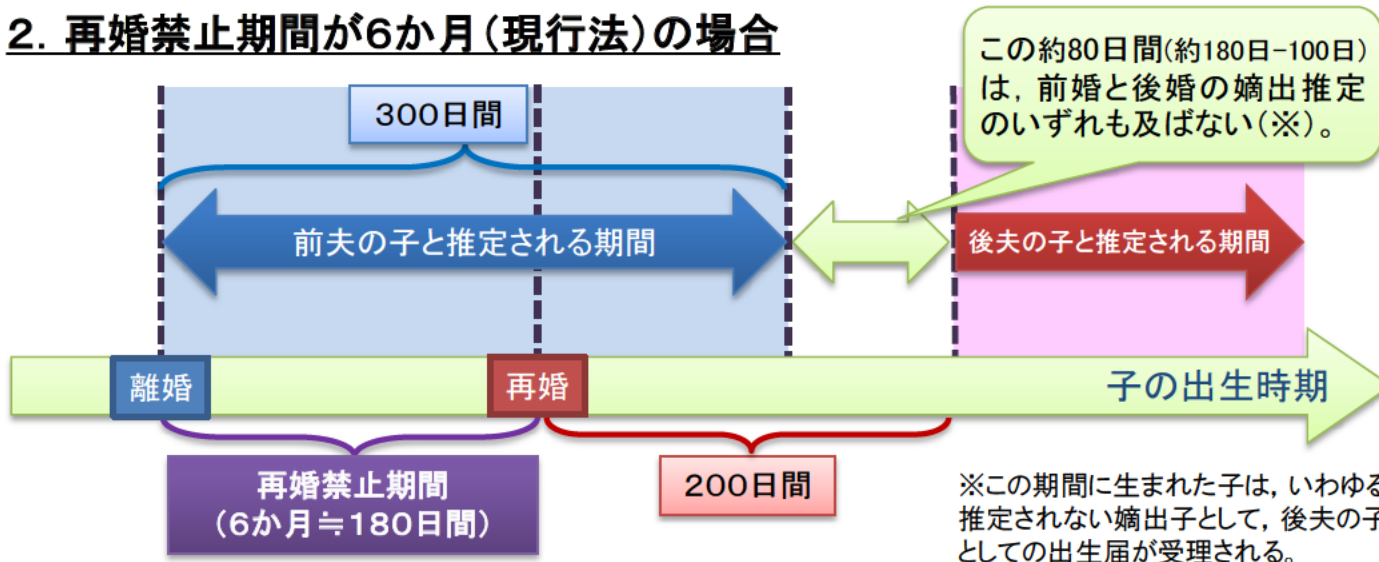 2．再婚禁止期間が6か月（現行法）の場合
この約80日間（約180日−100日）
は，前婚と後婚の嫡出推定
のいずれも及ばない（※）。
300日間
前夫の子と推定される期間
後夫の子と推定される期間
離婚
再婚
子の出生時期
再婚禁止期間
（6か月≒180日間）
200日間
※この期間に生まれた子は，いわゆる
推定されない嫡出子として，後夫の子
としての出生届が受理される。